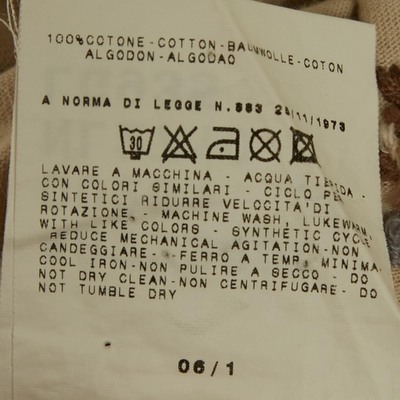 100%COTONE-COTTON-BAUMWOLLE-COTON
ALGODON-ALGODAO
A NORMA DI LEGGE N.883 26/11/1973
30
LAVARE A MACCHINA - ACQUA TIEPIDA -
CON COLORI SIMILARI - CICLO PER
SINTETICI RIDURRE VELOCITA'DI
ROTAZIONE. - MACHINE WASH, LUKEWARM,
WITH LIKE COLORS - SYNTHETIC CYCLE
REDUCE MECHANICAL AGITATION-NON
CANDEGGIARE- FERRO A TEMP. MINIMA-
COOL IRON-NON PULIRE A SECCO - DO
NOT DRY CLEAN-NON CENTRIFUGARE- DO
NOT TUMBLE DRY
06/1